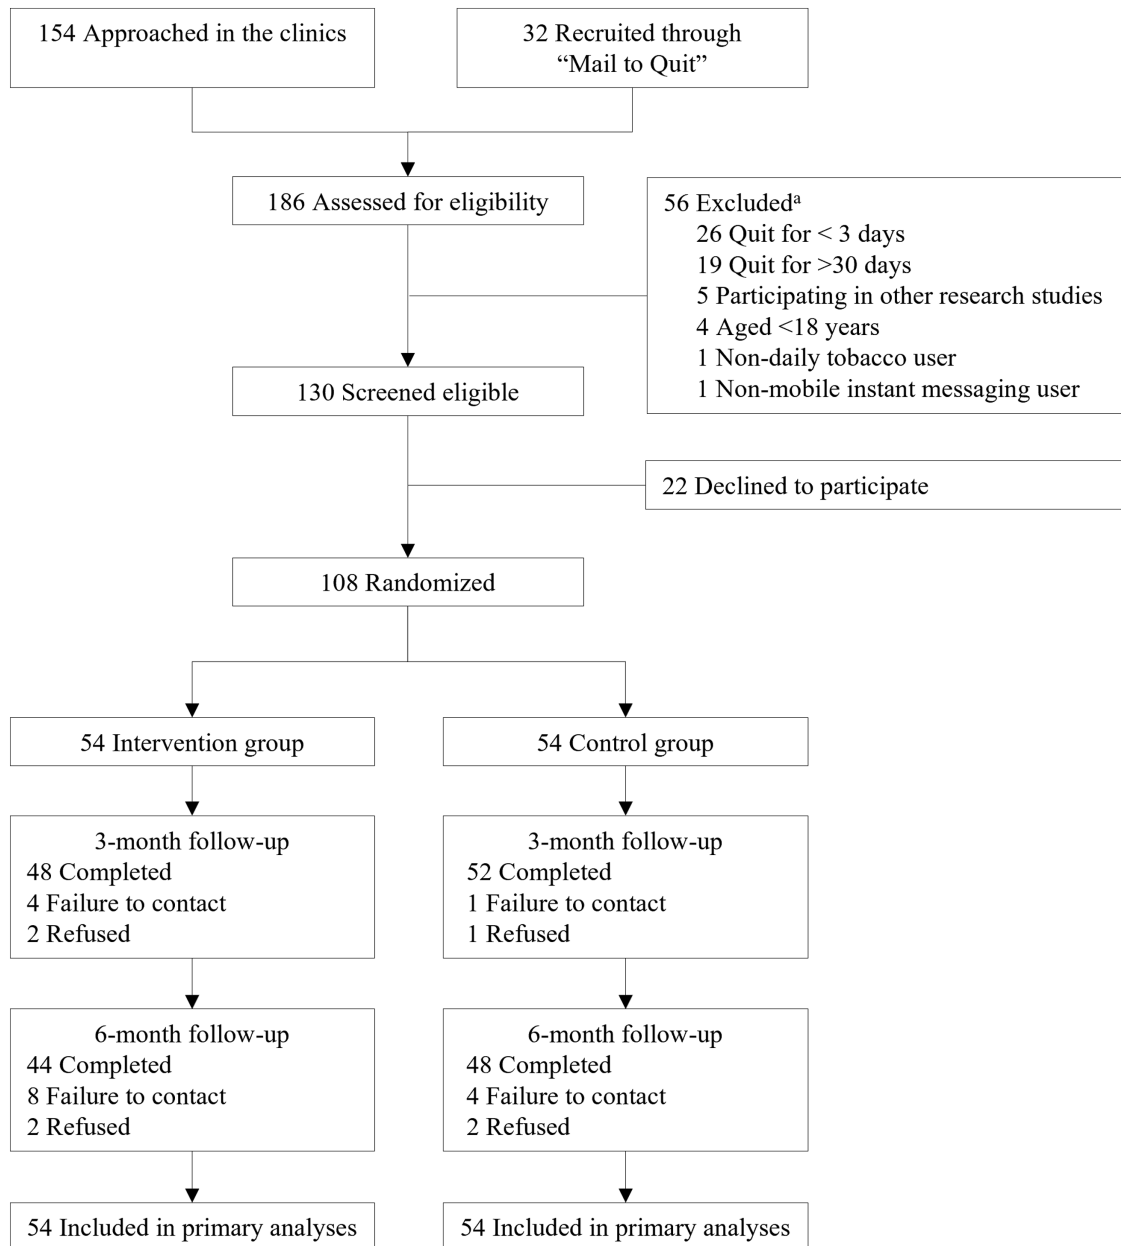 154 Approached in the clinics
32 Recruited through
“Mail to Quit”
186 Assessed for eligibility
56 Excludedᵃ
26 Quit for < 3 days
19 Quit for >30 days
5 Participating in other research studies
4 Aged <18 years
1 Non-daily tobacco user
1 Non-mobile instant messaging user
130 Screened eligible
22 Declined to participate
108 Randomized
54 Intervention group
54 Control group
3-month follow-up
48 Completed
4 Failure to contact
2 Refused
3-month follow-up
52 Completed
1 Failure to contact
1 Refused
6-month follow-up
44 Completed
8 Failure to contact
2 Refused
6-month follow-up
48 Completed
4 Failure to contact
2 Refused
54 Included in primary analyses
54 Included in primary analyses